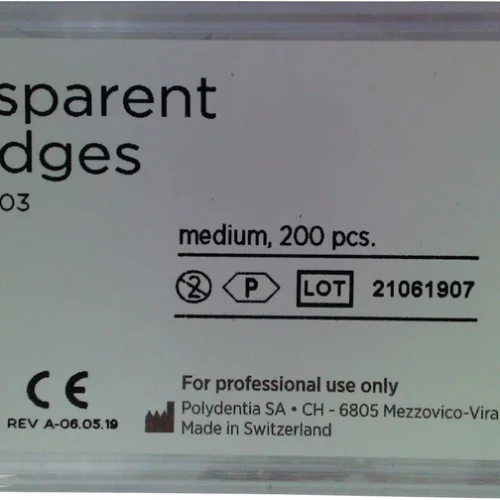 sparent
dges
03
medium, 200 pcs.
2 P LOT 21061907
CE
REV A-06.05.19
For professional use only
Polydentia SA • CH - 6805 Mezzovico-Vira
Made in Switzerland